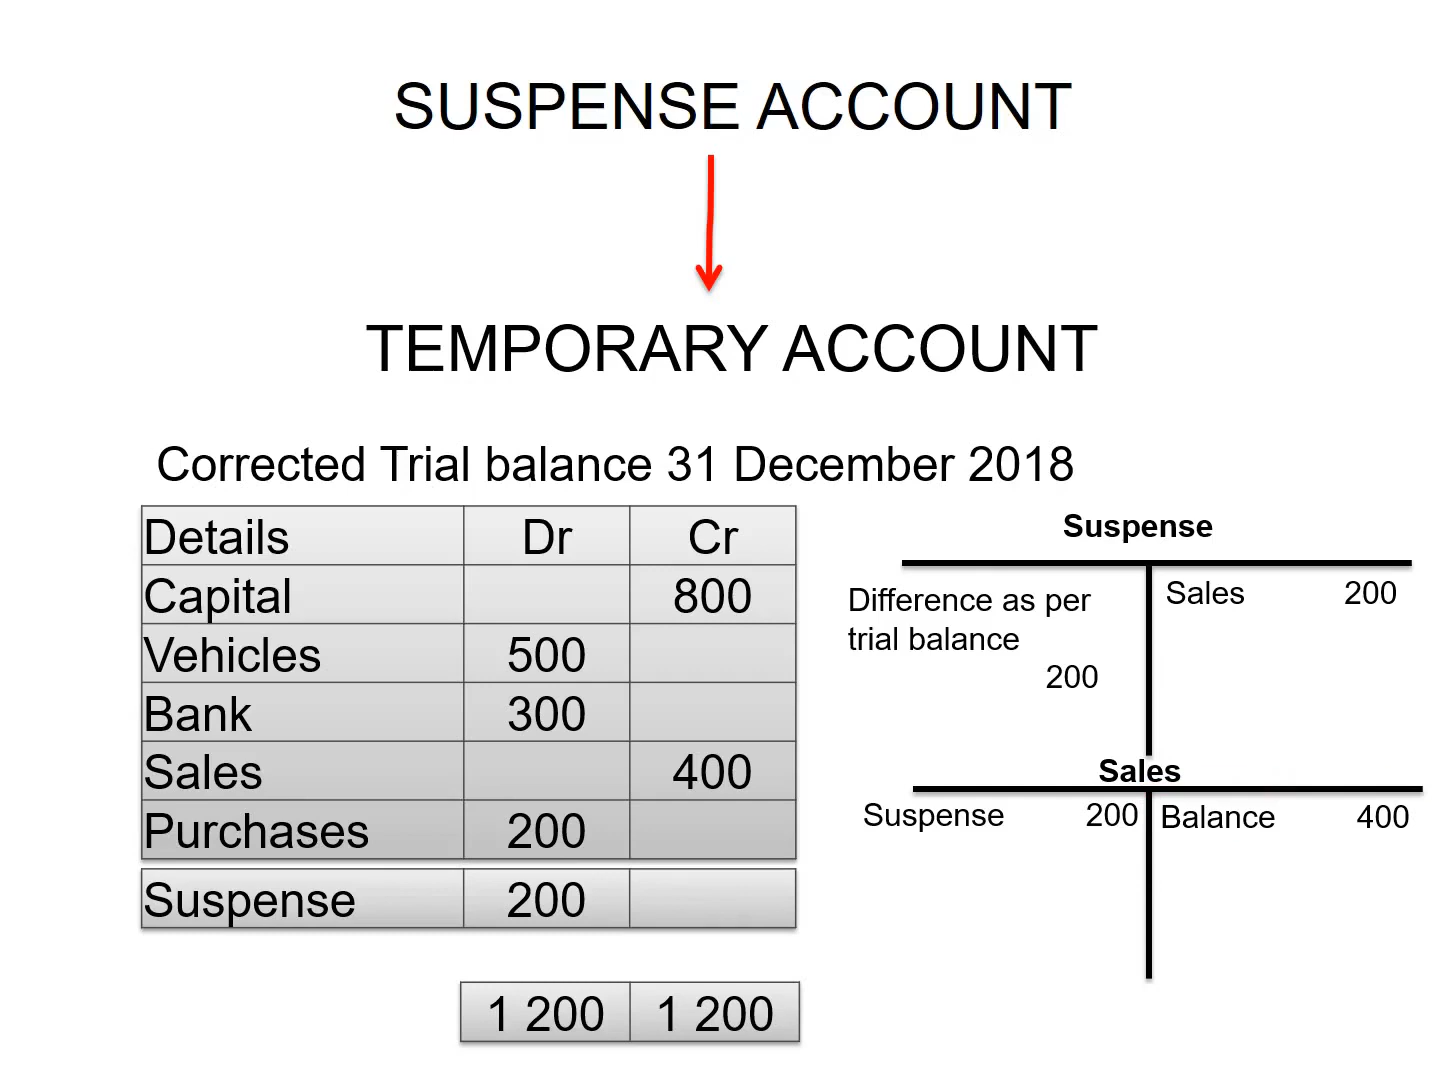 SUSPENSE ACCOUNT
TEMPORARY ACCOUNT
Corrected Trial balance 31 December 2018
Details Dr Cr
Capital 800
Vehicles 500
Bank 300
Sales 400
Purchases 200
Suspense 200
1 200 1 200
Suspense
Difference as per
trial balance
200
Sales 200
Sales
Suspense 200 Balance 400